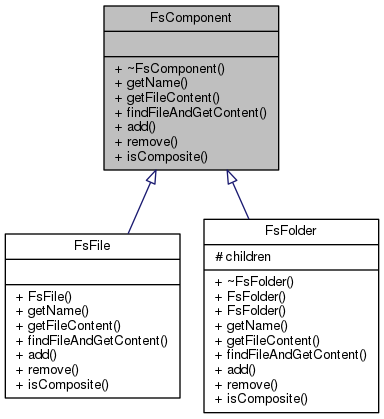 FsComponent
+ ~FsComponent()
+ getName()
+ getFileContent()
+ findFileAndGetContent()
+ add()
+ remove()
+ isComposite()
FsFile
+ FsFile()
+ getName()
+ getFileContent()
+ findFileAndGetContent()
+ add()
+ remove()
+ isComposite()
FsFolder
# children
+ ~FsFolder()
+ FsFolder()
+ FsFolder()
+ getName()
+ getFileContent()
+ findFileAndGetContent()
+ add()
+ remove()
+ isComposite()